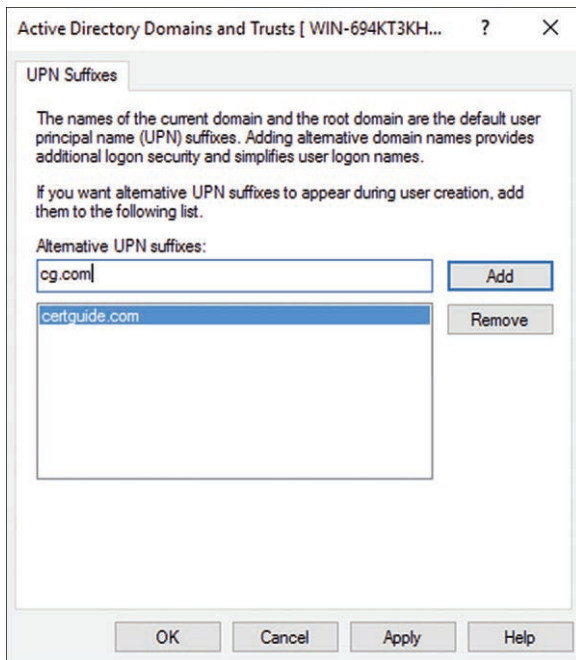 Active Directory Domains and Trusts [ WIN-694KT3KH... ? X
UPN Suffixes
The names of the current domain and the root domain are the default user
principal name (UPN) suffixes. Adding alternative domain names provides
additional logon security and simplifies user logon names.
If you want alternative UPN suffixes to appear during user creation, add
them to the following list.
Alternative UPN suffixes:
cg.com
Add
certguide.com
Remove
OK Cancel Apply Help